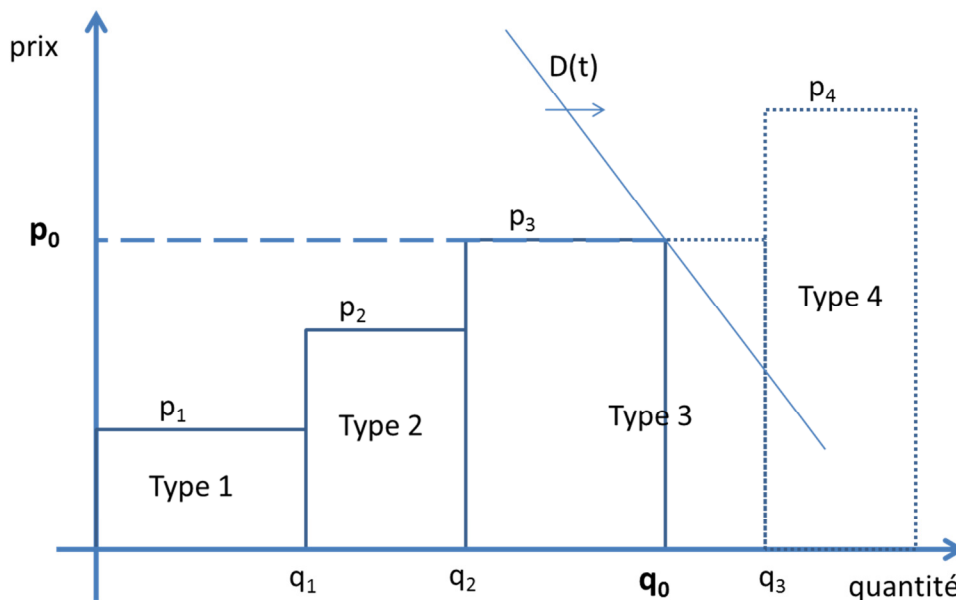 prix
D(t)
p₄
p₃
p₀
p₂
Type 4
p₁
Type 3
Type 2
Type 1
q₁ q₂ q₀ q₃ quantité